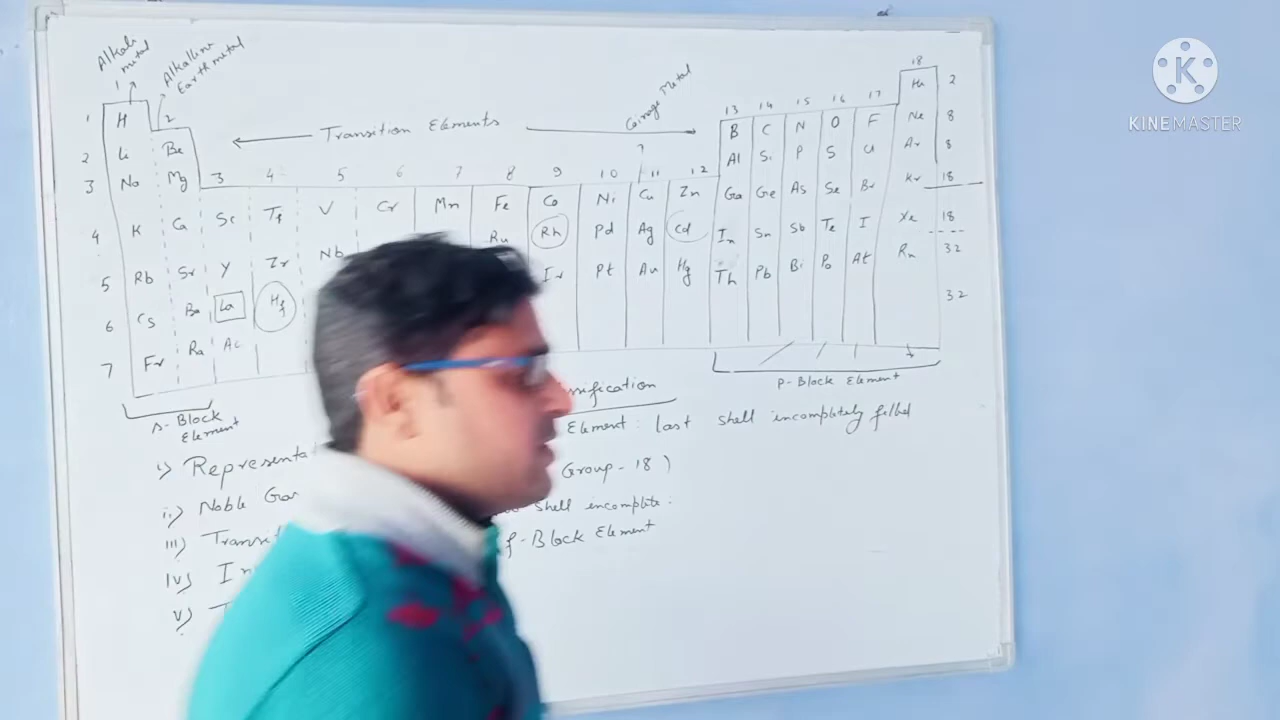 Alkali metal
Alkaline Earth metal
KINEMASTER
Coinage Metal
Transition Elements
1 2 3 4 5 6 7 8 9 10 11 12 13 14 15 16 17 18
1 H He 2
2 Li Be B C N O F Ne 8
3 Na Mg Al Si P S Cl Ar 8
4 K Ca Sc Ti V Cr Mn Fe Co Ni Cu Zn Ga Ge As Se Br Kr 18
5 Rb Sr Y Zr Nb Ru Rh Pd Ag Cd In Sn Sb Te I Xe 18
6 Cs Ba La Hf Ir Pt Au Hg Th Pb Bi Po At Rn 32
7 Fr Ra Ac 32
s-Block Element
p-Block Element
Element: last shell incompletely filled
i)
ii) Noble Gas Group-18)
iii) shell incomplete.
iv) f-Block Element
v)